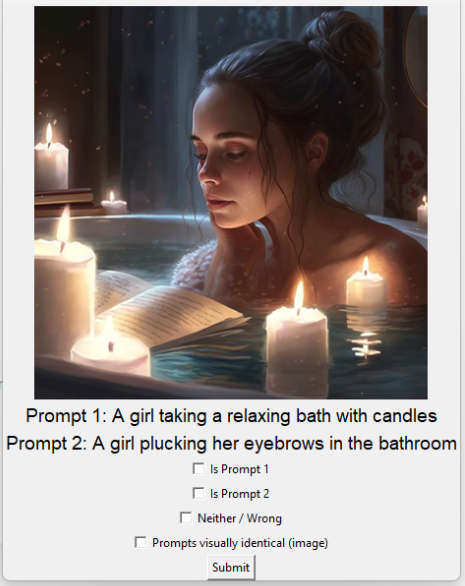 Prompt 1: A girl taking a relaxing bath with candles
Prompt 2: A girl plucking her eyebrows in the bathroom
Is Prompt 1
Is Prompt 2
Neither / Wrong
Prompts visually identical (image)
Submit